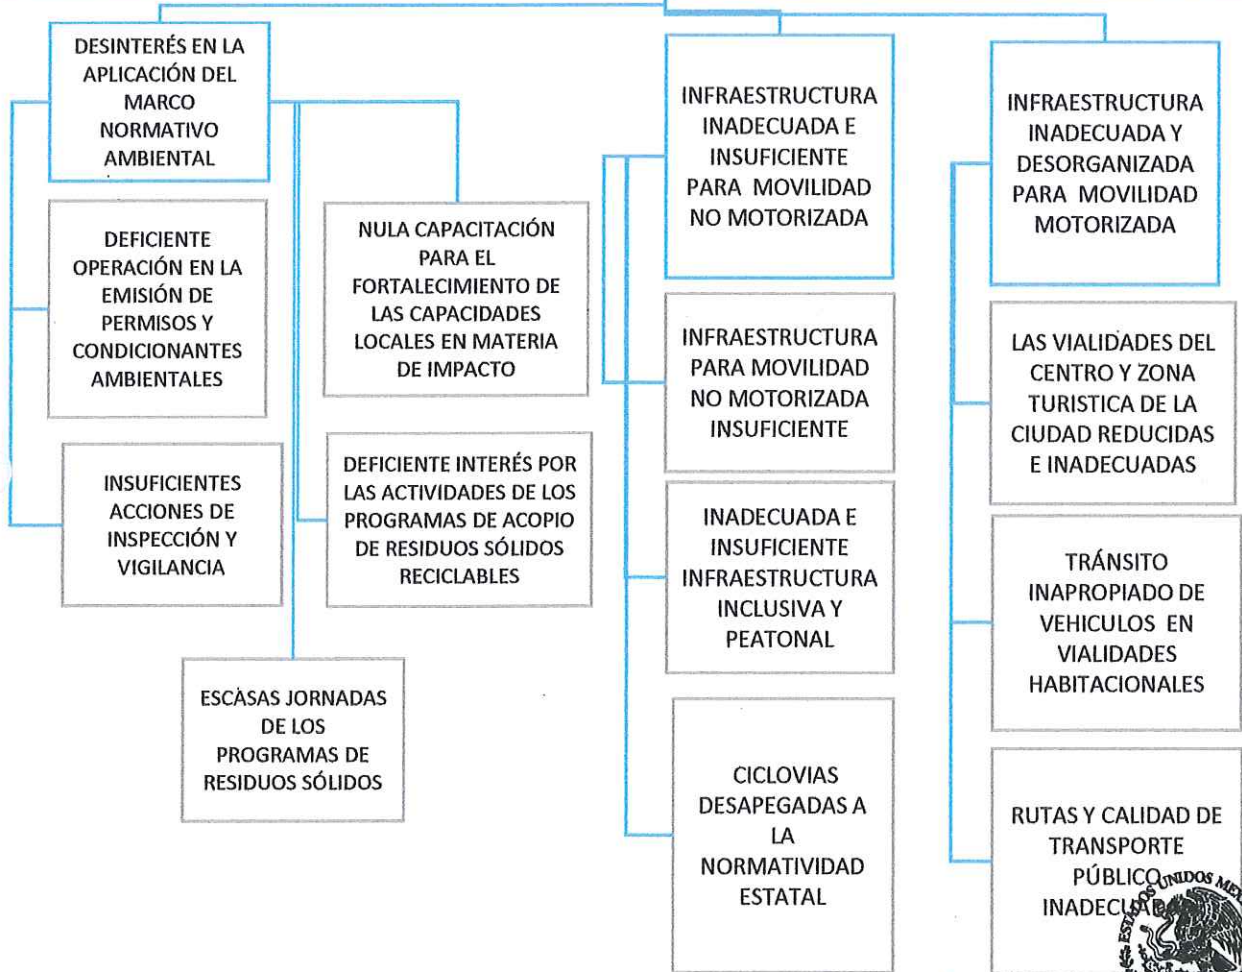 DESINTERÉS EN LA
APLICACIÓN DEL
MARCO
NORMATIVO
AMBIENTAL
DEFICIENTE
OPERACIÓN EN LA
EMISIÓN DE
PERMISOS Y
CONDICIONANTES
AMBIENTALES
INSUFICIENTES
ACCIONES DE
INSPECCIÓN Y
VIGILANCIA
NULA CAPACITACIÓN
PARA EL
FORTALECIMIENTO DE
LAS CAPACIDADES
LOCALES EN MATERIA
DE IMPACTO
DEFICIENTE INTERÉS POR
LAS ACTIVIDADES DE LOS
PROGRAMAS DE ACOPIO
DE RESIDUOS SÓLIDOS
RECICLABLES
ESCASAS JORNADAS
DE LOS
PROGRAMAS DE
RESIDUOS SÓLIDOS
INFRAESTRUCTURA
INADECUADA E
INSUFICIENTE
PARA MOVILIDAD
NO MOTORIZADA
INFRAESTRUCTURA
PARA MOVILIDAD
NO MOTORIZADA
INSUFICIENTE
INADECUADA E
INSUFICIENTE
INFRAESTRUCTURA
INCLUSIVA Y
PEATONAL
CICLOVIAS
DESAPEGADAS A
LA
NORMATIVIDAD
ESTATAL
INFRAESTRUCTURA
INADECUADA Y
DESORGANIZADA
PARA MOVILIDAD
MOTORIZADA
LAS VIALIDADES DEL
CENTRO Y ZONA
TURISTICA DE LA
CIUDAD REDUCIDAS
E INADECUADAS
TRÁNSITO
INAPROPIADO DE
VEHICULOS EN
VIALIDADES
HABITACIONALES
RUTAS Y CALIDAD DE
TRANSPORTE
PÚBLICO
ESTADOS UNIDOS MEX